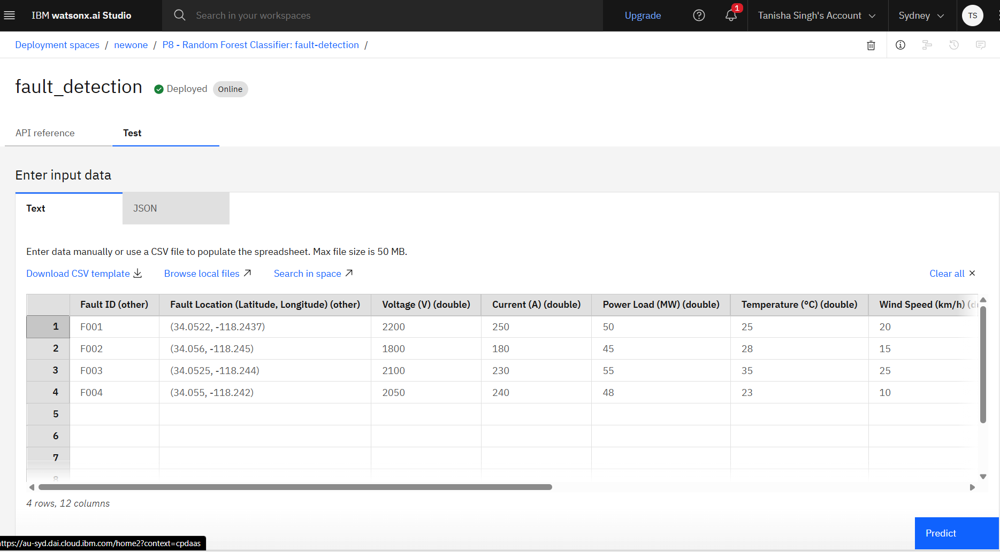 IBM watsonx.ai Studio
Search in your workspaces
Upgrade
1
Tanisha Singh's Account
Sydney
TS
Deployment spaces / newone / P8 - Random Forest Classifier: fault-detection /
fault_detection
Deployed
Online
API reference
Test
Enter input data
Text
JSON
Enter data manually or use a CSV file to populate the spreadsheet. Max file size is 50 MB.
Download CSV template
Browse local files
Search in space
Clear all
Fault ID (other) Fault Location (Latitude, Longitude) (other) Voltage (V) (double) Current (A) (double) Power Load (MW) (double) Temperature (°C) (double) Wind Speed (km/h)
1 F001 (34.0522, -118.2437) 2200 250 50 25 20
2 F002 (34.056, -118.245) 1800 180 45 28 15
3 F003 (34.0525, -118.244) 2100 230 55 35 25
4 F004 (34.055, -118.242) 2050 240 48 23 10
5
6
7
8
4 rows, 12 columns
Predict
ttps://au-syd.dai.cloud.ibm.com/home2?context=cpdaas